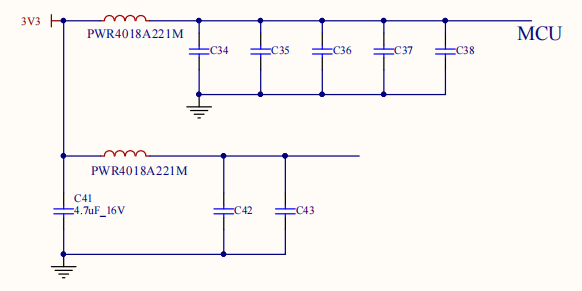 3V3
PWR4018A221M
MCU
C34
C35
C36
C37
C38
PWR4018A221M
C41
4.7uF_16V
C42
C43